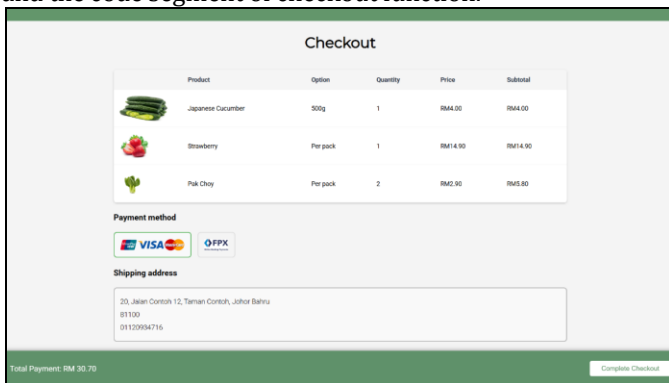 and the code segment of checkout function.
Checkout
Product Option Quantity Price Subtotal
Japanese Cucumber 500g 1 RM4.00 RM4.00
Strawberry Per pack 1 RM14.90 RM14.90
Pak Choy Per pack 2 RM2.90 RM5.80
Payment method
VISA FPX
Shipping address
20, Jalan Contoh 12, Taman Contoh, Johor Bahru
81100
01120934716
Total Payment: RM 30.70 Complete Checkout